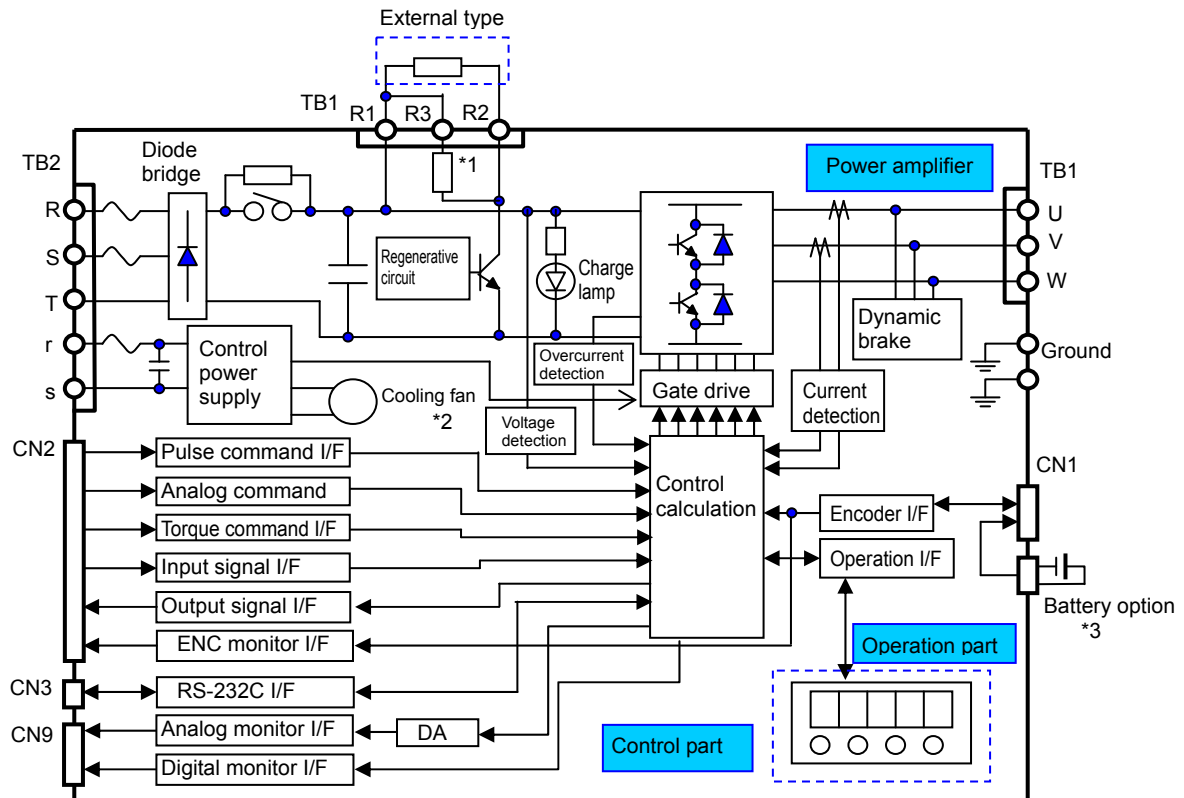 External type
TB1
R1
R3
R2
*1
TB2
Diode
bridge
Power amplifier
TB1
R
S
T
r
s
Regenerative
circuit
Charge
lamp
U
V
W
Dynamic
brake
Ground
Control
power
supply
Cooling fan
*2
Overcurrent
detection
Voltage
detection
Gate drive
Current
detection
CN2
Pulse command I/F
Analog command
Torque command I/F
Input signal I/F
Output signal I/F
ENC monitor I/F
Control
calculation
CN1
Encoder I/F
Operation I/F
Battery option
*3
Operation part
CN3
RS-232C I/F
CN9
Analog monitor I/F
DA
Digital monitor I/F
Control part